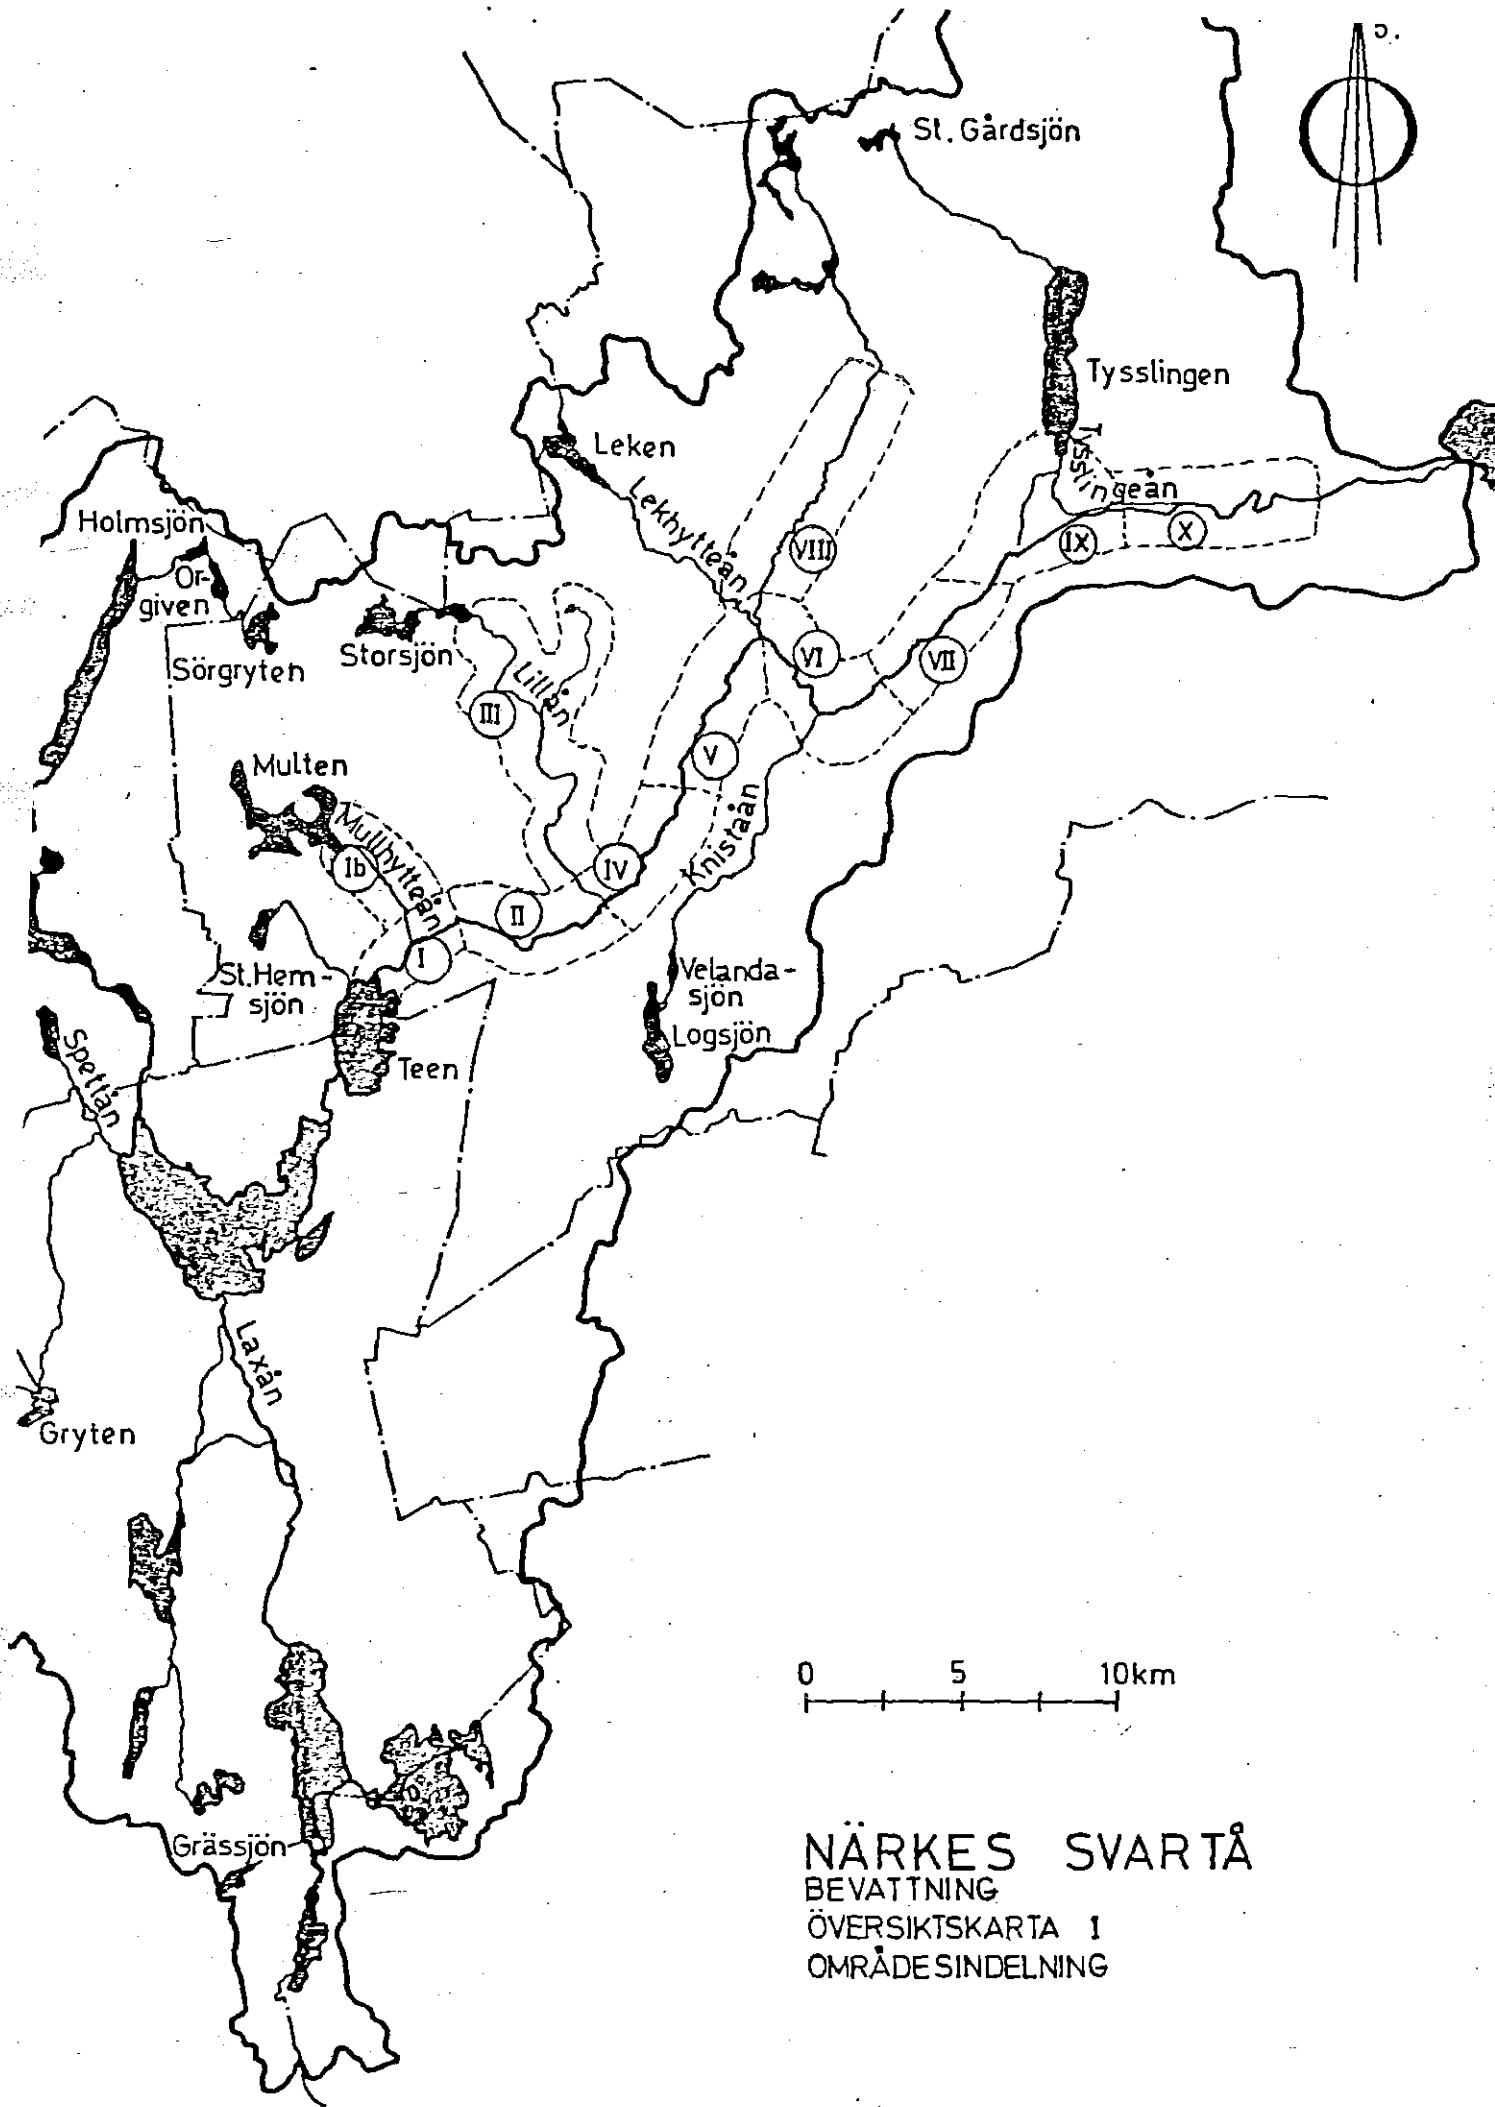 5.
St. Gårdsjön
Tysslingen
Leken
Tysslingeån
Lekhytteån
Holmsjön
Or-
given
VIII
IX
X
Storsjön
Sörgryten
VI
VII
Lillån
III
V
Multen
Mullhytteån
Ib
IV
Knistaån
II
I
St. Hem-
sjön
Velanda-
sjön
Logsjön
Spettån
Teen
Laxån
Gryten
0 5 10km
Grässjön
NÄRKES SVARTÅ
BEVATTNING
ÖVERSIKTSKARTA 1
OMRÅDESINDELNING